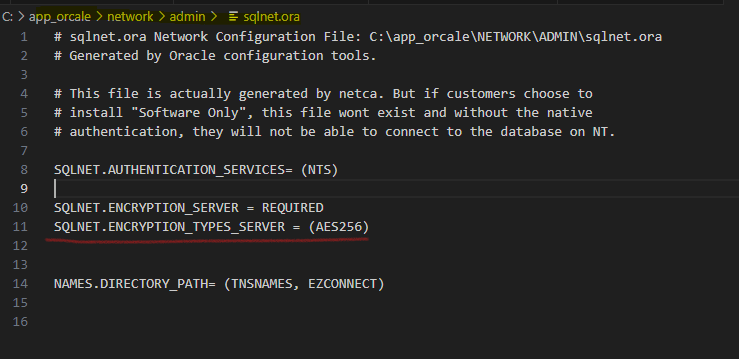 C: > app_orcale > network > admin > sqlnet.ora
1 # sqlnet.ora Network Configuration File: C:\app_orcale\NETWORK\ADMIN\sqlnet.ora
2 # Generated by Oracle configuration tools.
3
4 # This file is actually generated by netca. But if customers choose to
5 # install "Software Only", this file wont exist and without the native
6 # authentication, they will not be able to connect to the database on NT.
7
8 SQLNET.AUTHENTICATION_SERVICES= (NTS)
9
10 SQLNET.ENCRYPTION_SERVER = REQUIRED
11 SQLNET.ENCRYPTION_TYPES_SERVER = (AES256)
12
13
14 NAMES.DIRECTORY_PATH= (TNSNAMES, EZCONNECT)
15
16